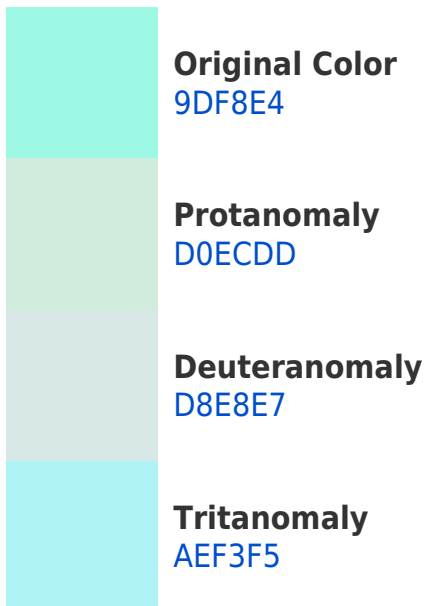 Original Color
9DF8E4
Protanomaly
D0ECDD
Deuteranomaly
D8E8E7
Tritanomaly
AEF3F5